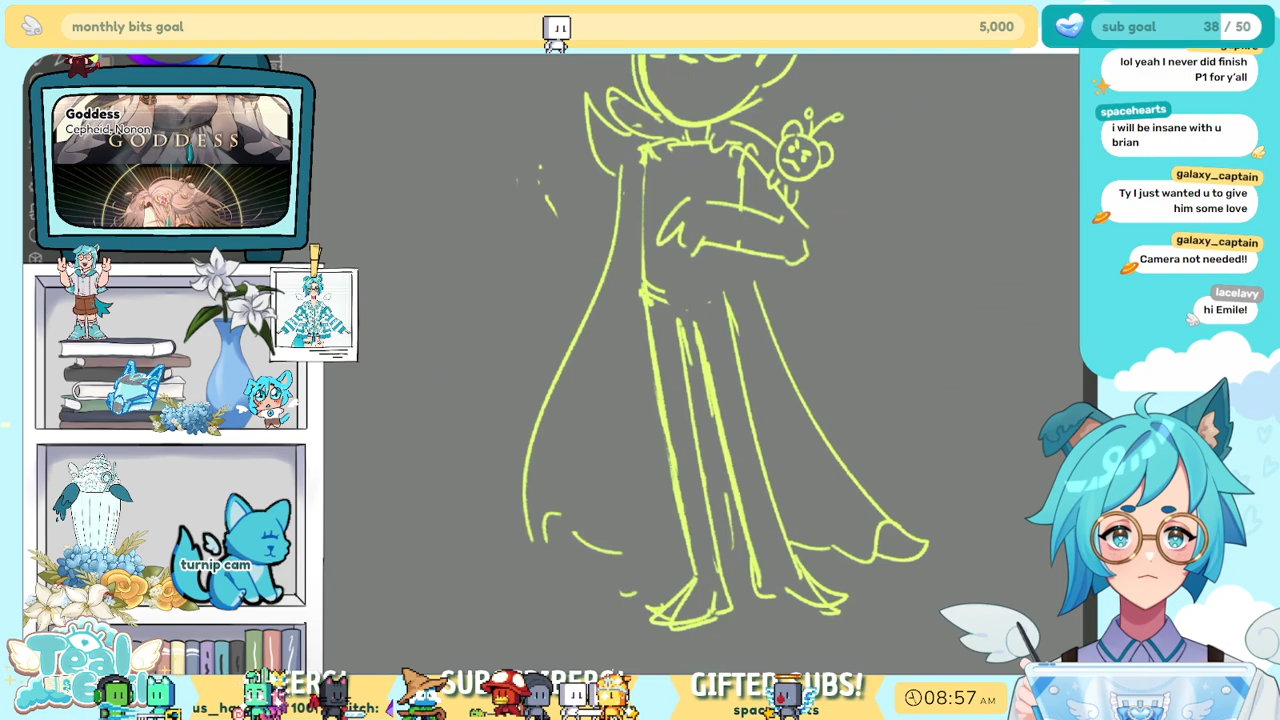 monthly bits goal
5,000
sub goal
38 / 50
Goddess
Cepheid, Nonon
GODDESS
lol yeah I never did finish
P1 for y'all
spacehearts
i will be insane with u
brian
galaxy_captain
Ty I just wanted u to give
him some love
galaxy_captain
Camera not needed!!
lacelavy
hi Emile!
turnip cam
Teal
GIFTED SUBS!
08:57 AM